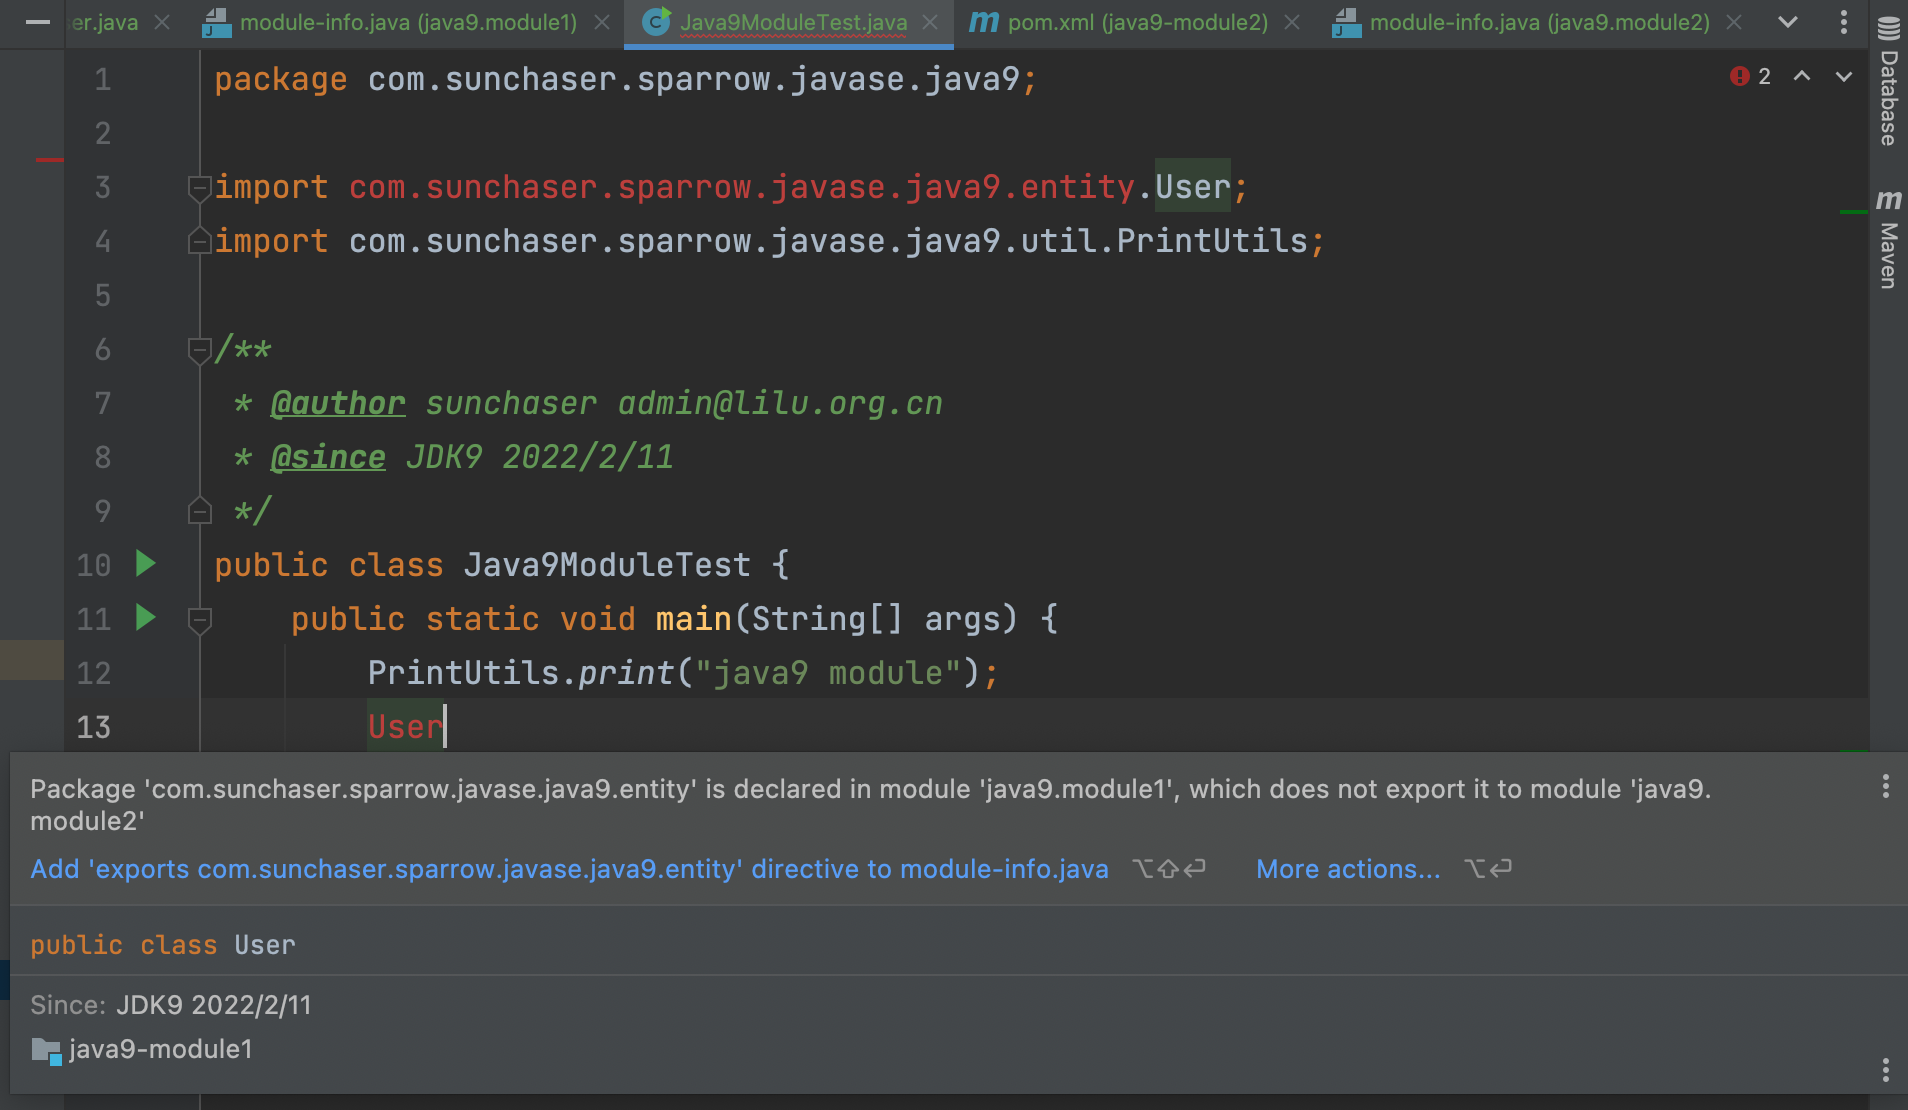 er.java
module-info.java (java9.module1)
Java9ModuleTest.java
m pom.xml (java9-module2)
module-info.java (java9.module2)
Database
m Maven
2
1 package com.sunchaser.sparrow.javase.java9;
2
3 import com.sunchaser.sparrow.javase.java9.entity.User;
4 import com.sunchaser.sparrow.javase.java9.util.PrintUtils;
5
6 /**
7 * @author sunchaser admin@lilu.org.cn
8 * @since JDK9 2022/2/11
9 */
10 public class Java9ModuleTest {
11 public static void main(String[] args) {
12 PrintUtils.print("java9 module");
13 User
Package 'com.sunchaser.sparrow.javase.java9.entity' is declared in module 'java9.module1', which does not export it to module 'java9.
module2'
Add 'exports com.sunchaser.sparrow.javase.java9.entity' directive to module-info.java ⌥⇧⏎ More actions... ⌥⏎
public class User
Since: JDK9 2022/2/11
java9-module1